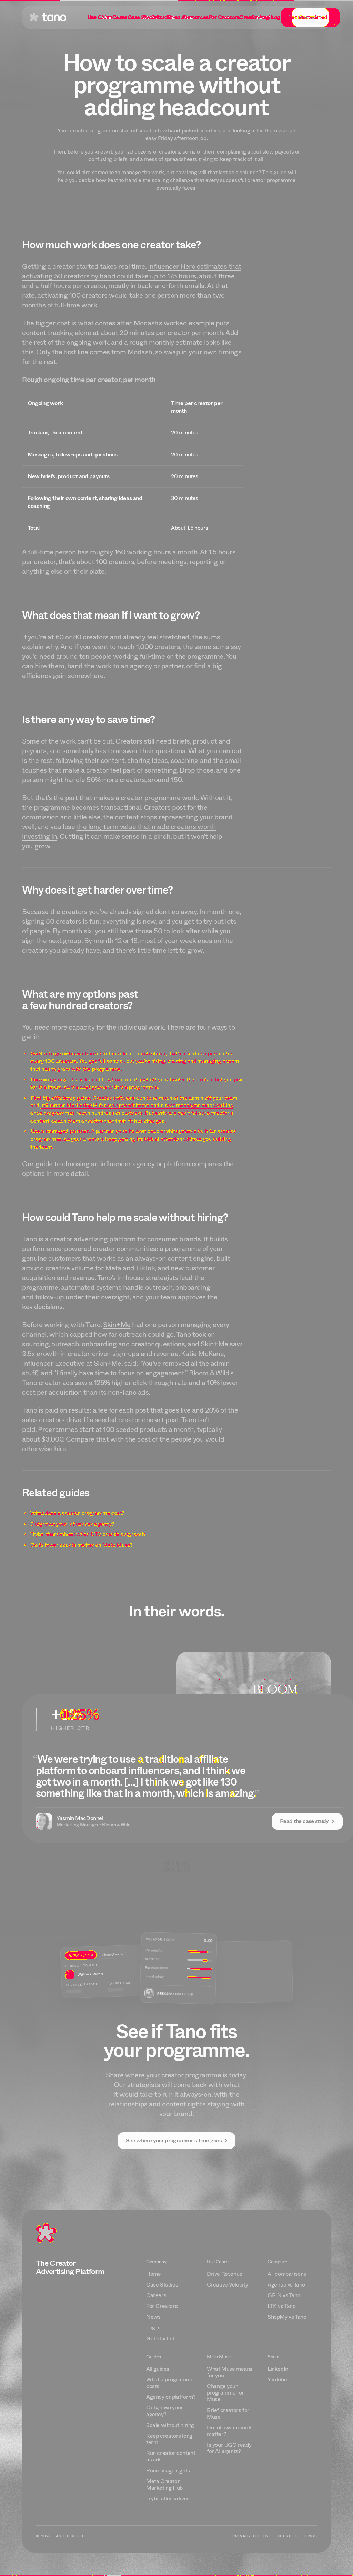 tano
How to scale a creator
programme without
adding headcount
Your creator programme started small: a few hand-picked creators, and looking after them was an
easy Friday afternoon job.
Then, before you knew it, you had dozens of creators, some of them complaining about slow payouts or
confusing briefs, and a mess of spreadsheets trying to keep track of it all.
You could hire someone to manage the work, but how long will that last as a solution? This guide will
help you decide how best to handle the scaling challenge that every successful creator programme
eventually faces.
How much work does one creator take?
Getting a creator started takes real time. Influencer Hero estimates that
activating 50 creators by hand could take up to 175 hours, about three
and a half hours per creator, mostly in back-and-forth emails. At that
rate, activating 100 creators would take one person more than two
months of full-time work.
The bigger cost is what comes after. Modash's worked example puts
content tracking alone at about 20 minutes per creator per month. Add
the rest of the ongoing work, and a rough monthly estimate looks like
this. Only the first line comes from Modash, so swap in your own timings
for the rest.
Rough ongoing time per creator, per month
Ongoing work
Time per creator per
month
Tracking their content
20 minutes
Messages, follow-ups and questions
20 minutes
New briefs, product and payouts
20 minutes
Following their own content, sharing ideas and
coaching
30 minutes
Total
About 1.5 hours
A full-time person has roughly 160 working hours a month. At 1.5 hours
per creator, that's about 100 creators, before meetings, reporting or
anything else on their plate.
What does that mean if I want to grow?
If you're at 60 or 80 creators and already feel stretched, the sums
explain why. And if you want to reach 1,000 creators, the same sums say
you'd need around ten people working full-time on the programme. You
can hire them, hand the work to an agency or partner, or find a big
efficiency gain somewhere.
Is there any way to save time?
Some of the work can't be cut. Creators still need briefs, product and
payouts, and somebody has to answer their questions. What you can cut
is the rest: following their content, sharing ideas, coaching and the small
touches that make a creator feel part of something. Drop those, and one
person might handle 50% more creators, around 150.
But that's the part that makes a creator programme work. Without it,
the programme becomes transactional. Creators post for the
commission and little else, the content stops representing your brand
well, and you lose the long-term value that made creators worth
investing in. Cutting it can make sense in a pinch, but it won't help
you grow.
Why does it get harder over time?
Because the creators you've already signed don't go away. In month one,
signing 50 creators is fun: everything is new, and you get to try out lots
of people. By month six, you still have those 50 to look after while you
sign the next group. By month 12 or 18, most of your week goes on the
creators you already have, and there's little time left to grow.
What are my options past
a few hundred creators?
You need more capacity for the individual work. There are four ways to
get it:
Our guide to choosing an influencer agency or platform compares the
options in more detail.
How could Tano help me scale without hiring?
Tano is a creator advertising platform for consumer brands. It builds
performance-powered creator communities: a programme of your
genuine customers that works as an always-on content engine, built
around creative volume for Meta and TikTok, and new customer
acquisition and revenue. Tano's in-house strategists lead the
programme, automated systems handle outreach, onboarding
and follow-up under their oversight, and your team approves the
key decisions.
Before working with Tano, Skin+Me had one person managing every
channel, which capped how far outreach could go. Tano took on
sourcing, outreach, onboarding and creator questions, and Skin+Me saw
3.5x growth in creator-driven sign-ups and revenue. Katie McKane,
Influencer Executive at Skin+Me, said: "You've removed all the admin
stuff," and "I finally have time to focus on engagement." Bloom & Wild's
Tano creator ads saw a 125% higher click-through rate and a 10% lower
cost per acquisition than its non-Tano ads.
Tano is paid on results: a fee for each post that goes live and 20% of the
sales creators drive. If a seeded creator doesn't post, Tano isn't
paid. Programmes start at 100 seeded products a month, typically
about $3,000. Compare that with the cost of the people you would
otherwise hire.
Related guides
In their words.
BLOOM
HIGHER CTR
"We were trying to use a traditional affiliate
platform to onboard influencers, and I think we
got two in a month. [...] I think we got like 130
something like that in a month, which is amazing."
Yasmin MacDonnell
Marketing Manager · Bloom & Wild
Read the case study
See if Tano fits
your programme.
Share where your creator programme is today.
Our strategists will come back with what
it would take to run it always-on, with the
relationships and content rights staying with
your brand.
See where your programme's time goes
The Creator
Advertising Platform
Company
Home
Case Studies
Careers
For Creators
News
Log in
Get started
Use Cases
Drive Revenue
Creative Velocity
Compare
All comparisons
Agentio vs Tano
GRIN vs Tano
LTK vs Tano
ShopMy vs Tano
Guides
All guides
What a programme
costs
Agency or platform?
Outgrown your
agency?
Scale without hiring
Keep creators long
term
Run creator content
as ads
Price usage rights
Meta Creator
Marketing Hub
Trybe alternatives
Meta Muse
What Muse means
for you
Change your
programme for
Muse
Brief creators for
Muse
Do follower counts
matter?
Is your UGC ready
for AI agents?
Social
LinkedIn
YouTube
© 2026 TANO LIMITED
PRIVACY POLICY
COOKIE SETTINGS